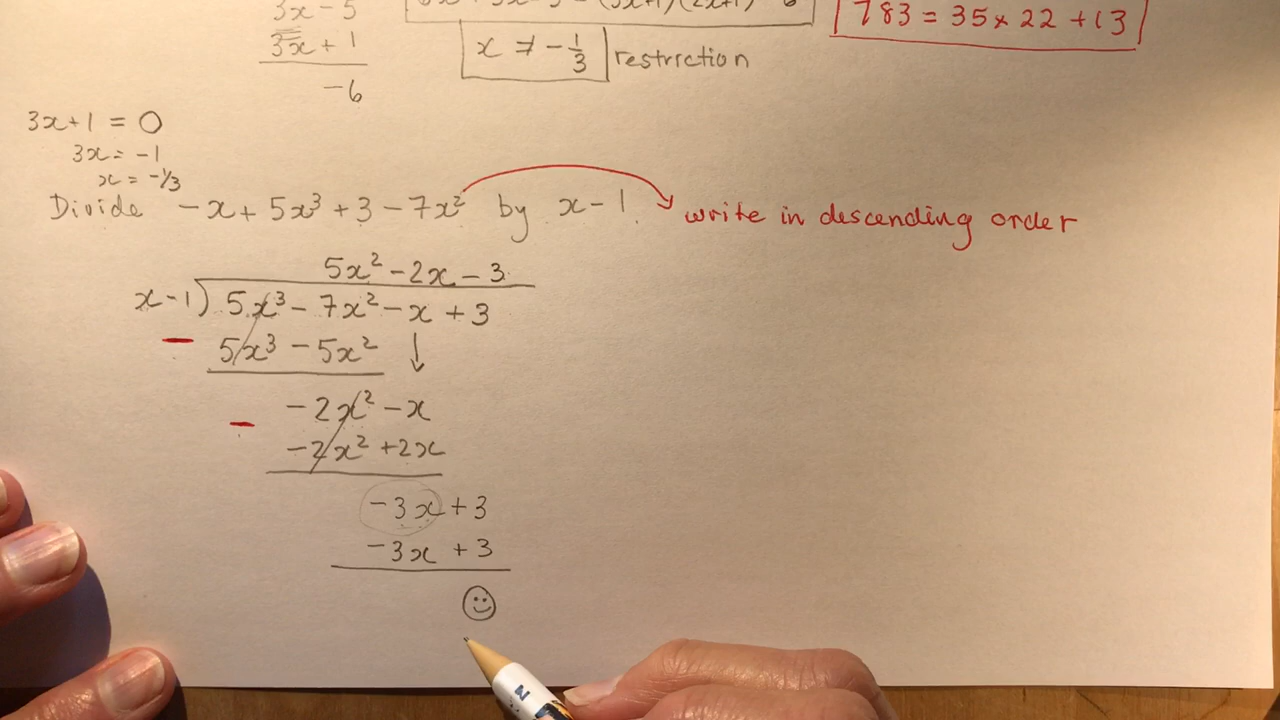 3x - 5
3x + 1
-6
x ≠ -1/3 restriction
783 = 35 × 22 + 13
3x+1 = 0
3x = -1
x = -1/3
Divide -x + 5x³ + 3 - 7x² by x - 1. write in descending order
5x² - 2x - 3
x-1) 5x³ - 7x² - x + 3
- 5x³ - 5x² ↓
-2x² - x
- -2x² + 2x
-3x + 3
-3x + 3